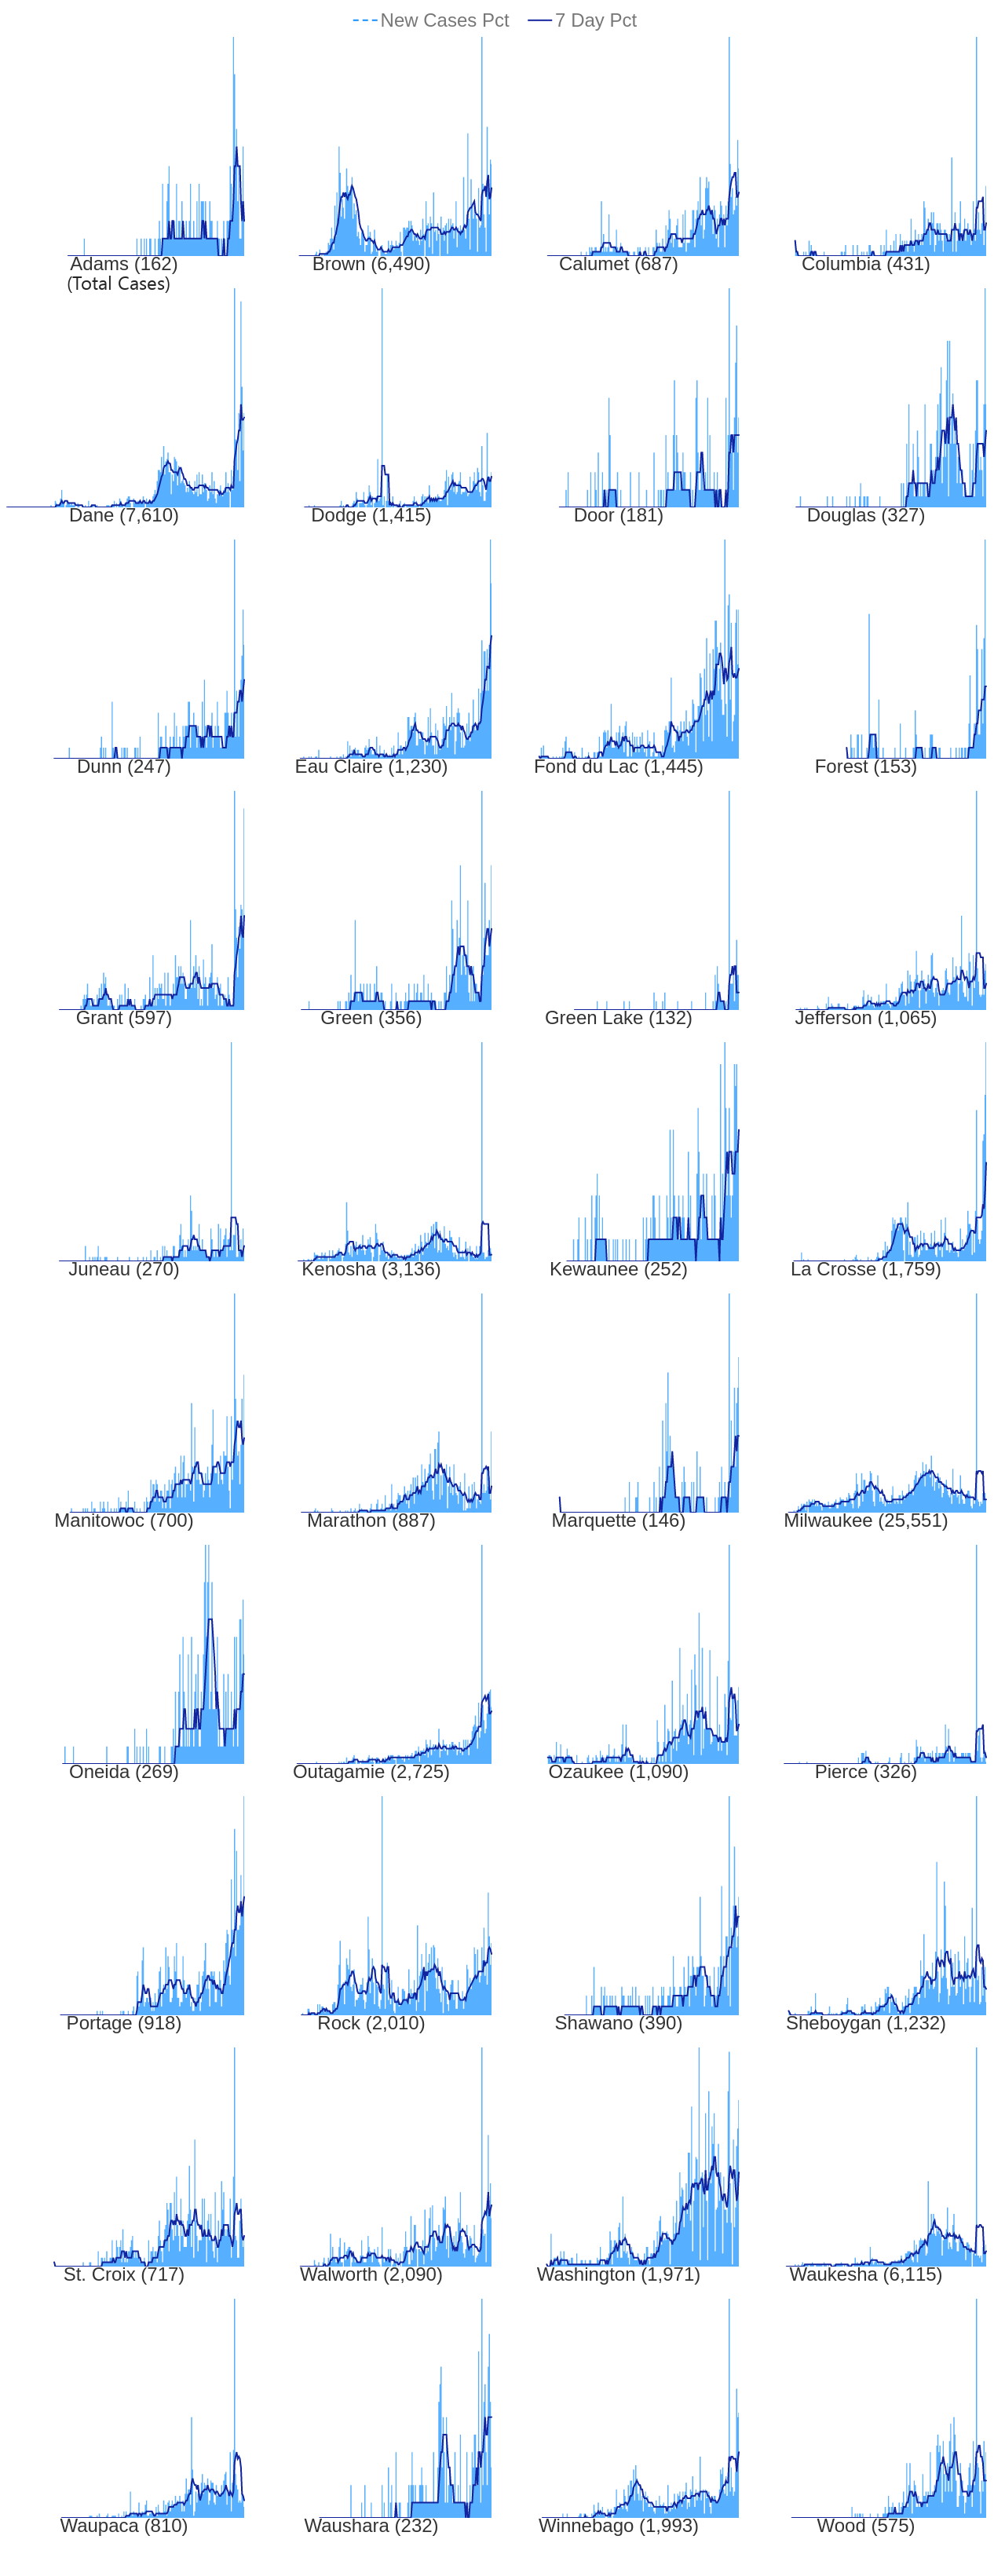 New Cases Pct 7 Day Pct
Adams (162) Brown (6,490) Calumet (687) Columbia (431)
(Total Cases)
Dane (7,610) Dodge (1,415) Door (181) Douglas (327)
Dunn (247) Eau Claire (1,230) Fond du Lac (1,445) Forest (153)
Grant (597) Green (356) Green Lake (132) Jefferson (1,065)
Juneau (270) Kenosha (3,136) Kewaunee (252) La Crosse (1,759)
Manitowoc (700) Marathon (887) Marquette (146) Milwaukee (25,551)
Oneida (269) Outagamie (2,725) Ozaukee (1,090) Pierce (326)
Portage (918) Rock (2,010) Shawano (390) Sheboygan (1,232)
St. Croix (717) Walworth (2,090) Washington (1,971) Waukesha (6,115)
Waupaca (810) Waushara (232) Winnebago (1,993) Wood (575)